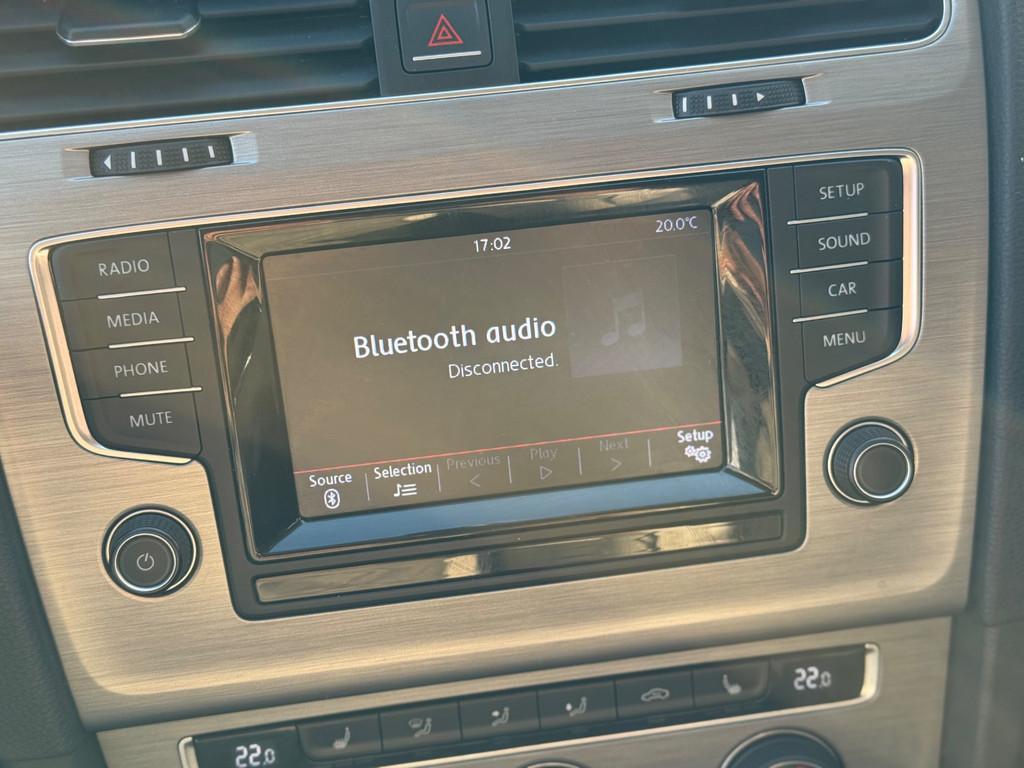 RADIO
MEDIA
PHONE
MUTE
17:02
20.0°C
Bluetooth audio
Disconnected.
Source
Selection
Previous
Play
Next
Setup
SETUP
SOUND
CAR
MENU
22.0
22.0